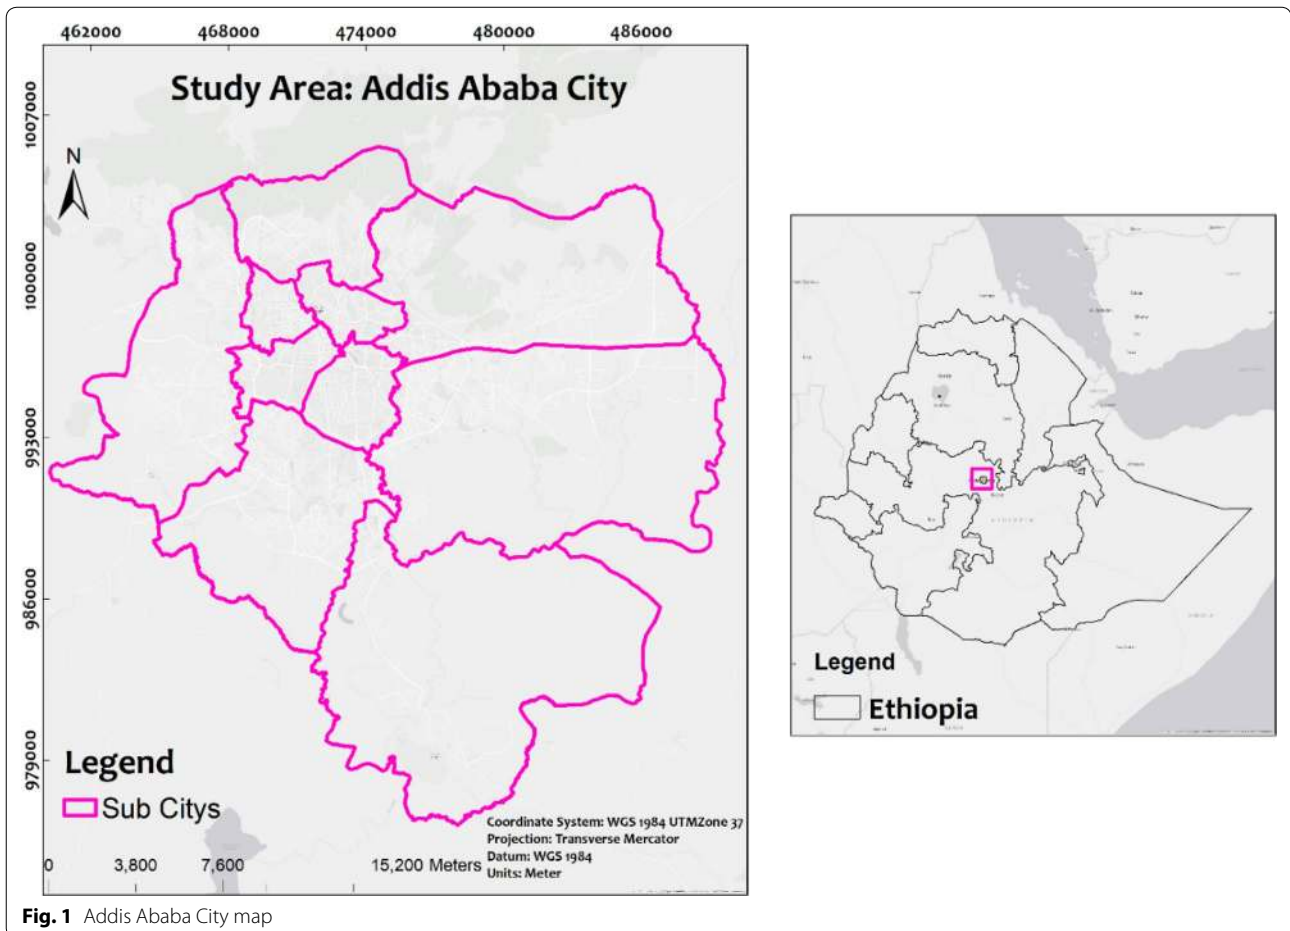 462000 468000 474000 480000 486000
Study Area: Addis Ababa City
1007000
N
1000000
993000
986000
979000
Legend
Sub Citys
Coordinate System: WGS 1984 UTMZone 37
Projection: Transverse Mercator
Datum: WGS 1984
Units: Meter
0 3,800 7,600 15,200 Meters
ETHIOPIA
Legend
Ethiopia
Fig. 1 Addis Ababa City map